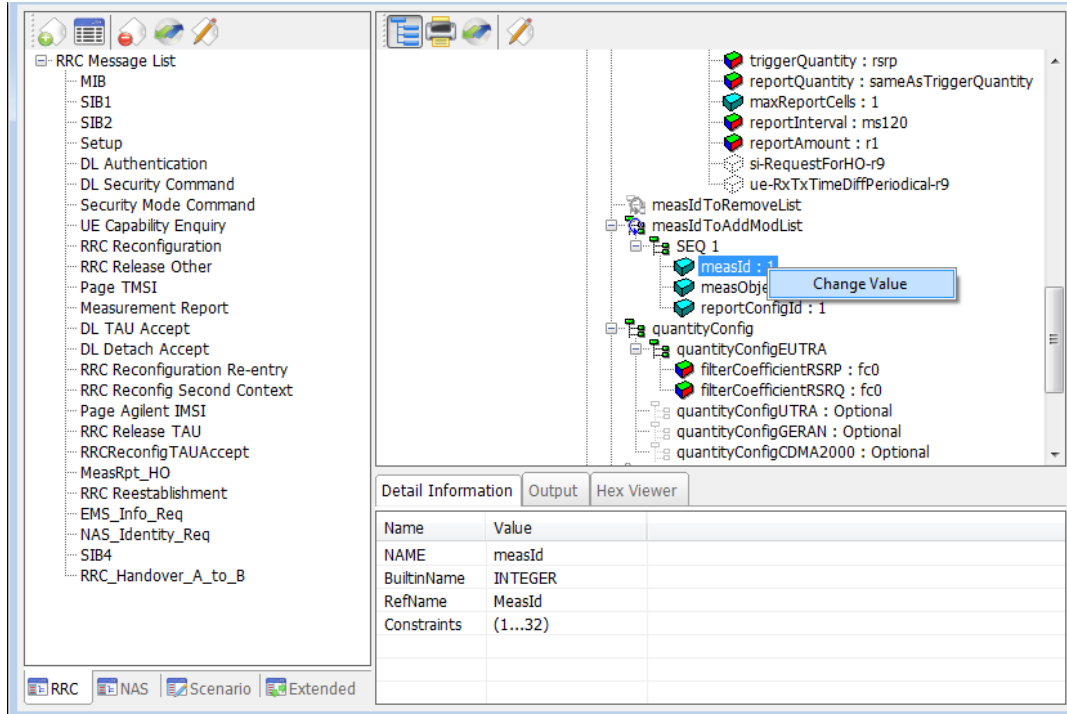 RRC Message List
MIB
SIB1
SIB2
Setup
DL Authentication
DL Security Command
Security Mode Command
UE Capability Enquiry
RRC Reconfiguration
RRC Release Other
Page TMSI
Measurement Report
DL TAU Accept
DL Detach Accept
RRC Reconfiguration Re-entry
RRC Reconfig Second Context
Page Agilent IMSI
RRC Release TAU
RRCReconfigTAUAccept
MeasRpt_HO
RRC Reestablishment
EMS_Info_Req
NAS_Identity_Req
SIB4
RRC_Handover_A_to_B
RRC NAS Scenario Extended
triggerQuantity : rsrp
reportQuantity : sameAsTriggerQuantity
maxReportCells : 1
reportInterval : ms120
reportAmount : r1
si-RequestForHO-r9
ue-RxTxTimeDiffPeriodical-r9
measIdToRemoveList
measIdToAddModList
SEQ 1
measId : 1
Change Value
measObje
reportConfigId : 1
quantityConfig
quantityConfigEUTRA
filterCoefficientRSRP : fc0
filterCoefficientRSRQ : fc0
quantityConfigUTRA : Optional
quantityConfigGERAN : Optional
quantityConfigCDMA2000 : Optional
Detail Information Output Hex Viewer
Name Value
NAME measId
BuiltinName INTEGER
RefName MeasId
Constraints (1...32)